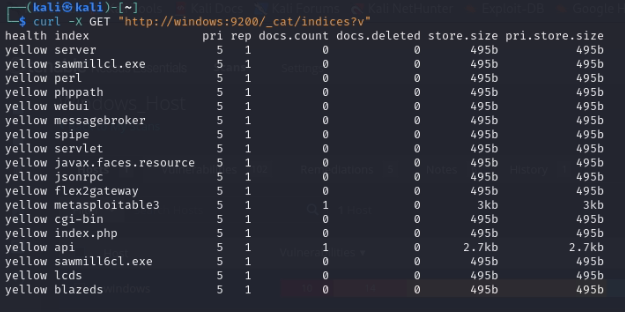 ┌──(kali㉿kali)-[~]
└─$ curl -X GET "http://windows:9200/_cat/indices?v"
health index pri rep docs.count docs.deleted store.size pri.store.size
yellow server 5 1 0 0 495b 495b
yellow sawmillcl.exe 5 1 0 0 495b 495b
yellow perl 5 1 0 0 495b 495b
yellow phppath 5 1 0 0 495b 495b
yellow webui 5 1 0 0 495b 495b
yellow messagebroker 5 1 0 0 495b 495b
yellow spipe 5 1 0 0 495b 495b
yellow servlet 5 1 0 0 495b 495b
yellow javax.faces.resource 5 1 0 0 495b 495b
yellow jsonrpc 5 1 0 0 495b 495b
yellow flex2gateway 5 1 0 0 495b 495b
yellow metasploitable3 5 1 1 0 3kb 3kb
yellow cgi-bin 5 1 0 0 495b 495b
yellow index.php 5 1 0 0 495b 495b
yellow api 5 1 1 0 2.7kb 2.7kb
yellow sawmill6cl.exe 5 1 0 0 495b 495b
yellow lcds 5 1 0 0 495b 495b
yellow blazeds 5 1 0 0 495b 495b